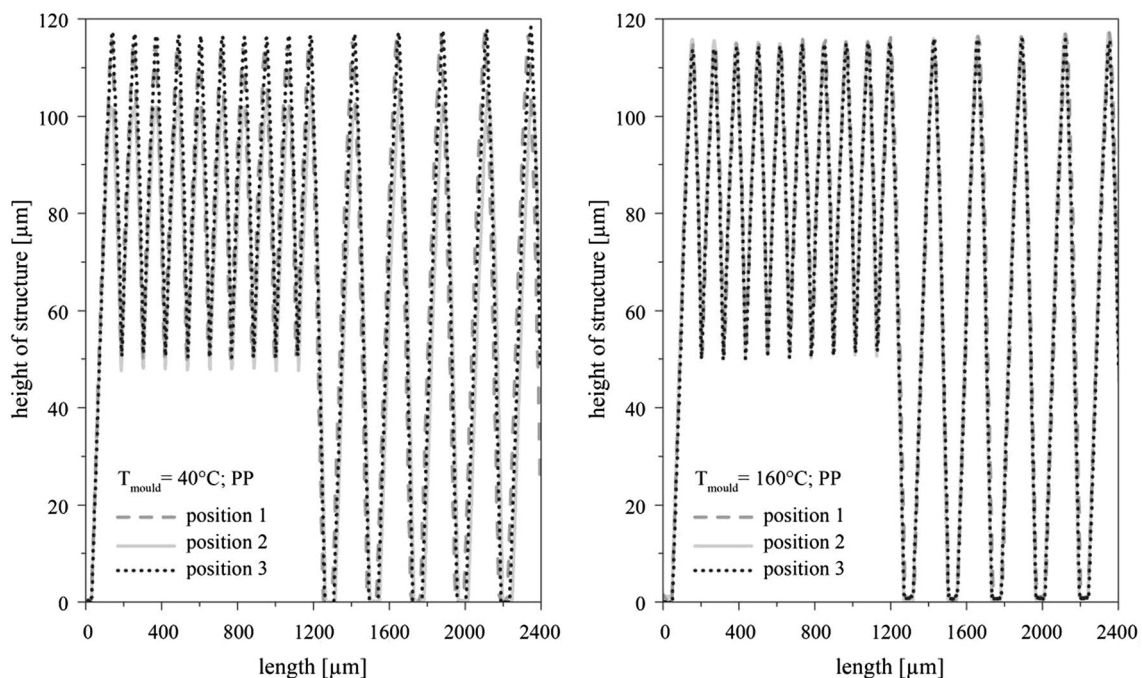 120
100
80
60
40
20
0
height of structure [µm]
T mould = 40°C; PP
position 1
position 2
position 3
0 400 800 1200 1600 2000 2400
length [µm]
120
100
80
60
40
20
0
height of structure [µm]
T mould = 160°C; PP
position 1
position 2
position 3
0 400 800 1200 1600 2000 2400
length [µm]